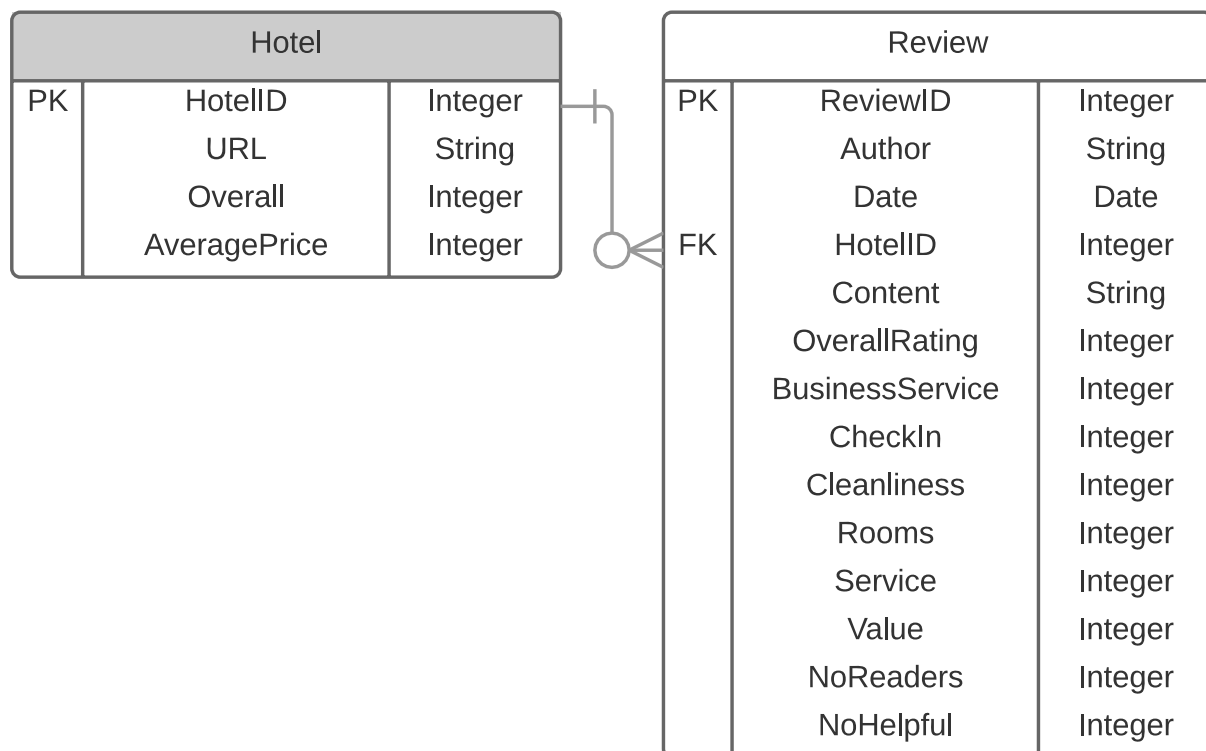 Hotel
PK HotelID Integer
URL String
Overall Integer
AveragePrice Integer
Review
PK ReviewID Integer
Author String
Date Date
FK HotelID Integer
Content String
OverallRating Integer
BusinessService Integer
CheckIn Integer
Cleanliness Integer
Rooms Integer
Service Integer
Value Integer
NoReaders Integer
NoHelpful Integer